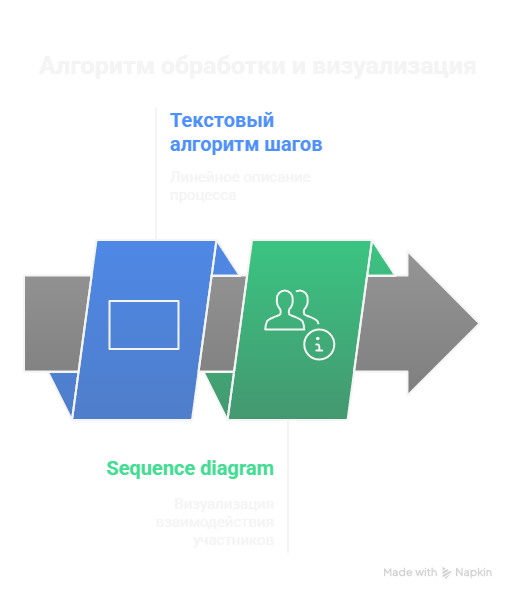 Алгоритм обработки и визуализация
Текстовый
алгоритм шагов
Линейное описание
процесса
Sequence diagram
Визуализация
взаимодействия
участников
Made with Napkin